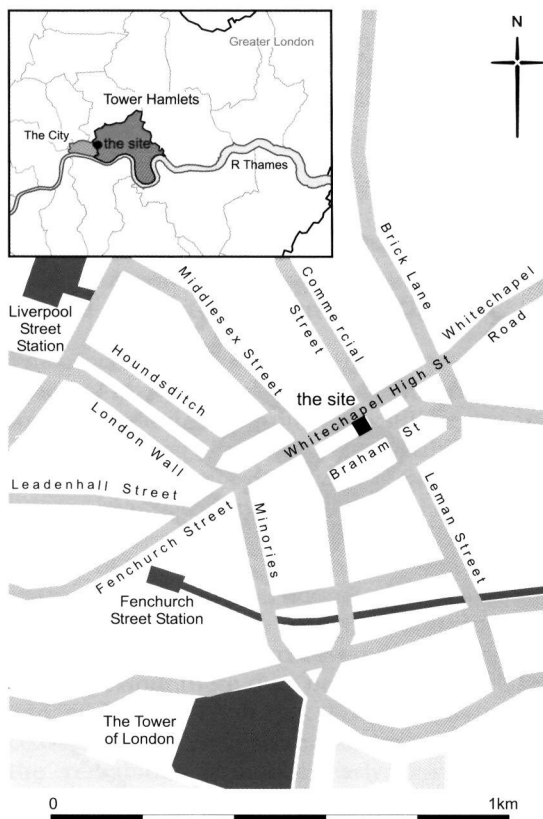 Greater London
N
Tower Hamlets
The City
the site
R Thames
Liverpool
Street
Station
Middlesex Street
Commercial
Street
Brick Lane
Whitechapel
Road
Houndsditch
the site
Whitechapel High St
London Wall
Braham St
Leadenhall Street
Fenchurch Street
Minories
Leman Street
Fenchurch
Street Station
The Tower
of London
0
1km